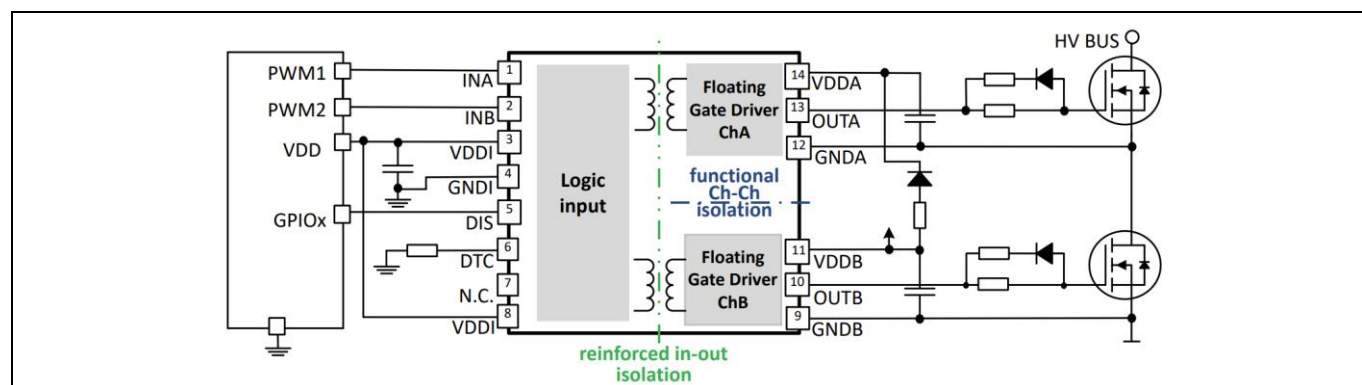 HV BUS
PWM1
1
INA
PWM2
2
INB
VDD
3
VDDI
4
GNDI
GPIOx
5
DIS
6
DTC
7
N.C.
8
VDDI
Logic
input
Floating
Gate Driver
ChA
14
VDDA
13
OUTA
12
GNDA
functional
Ch-Ch
isolation
Floating
Gate Driver
ChB
11
VDDB
10
OUTB
9
GNDB
reinforced in-out
isolation